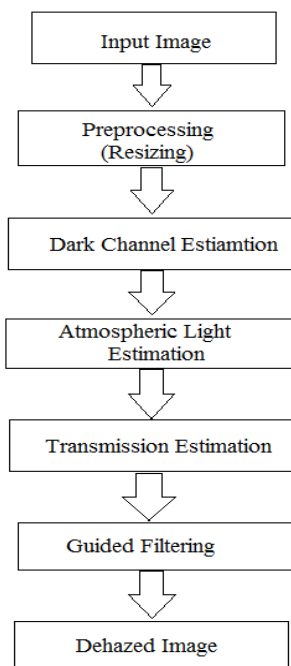 Input Image
Preprocessing
(Resizing)
Dark Channel Estiamtion
Atmospheric Light
Estimation
Transmission Estimation
Guided Filtering
Dehazed Image